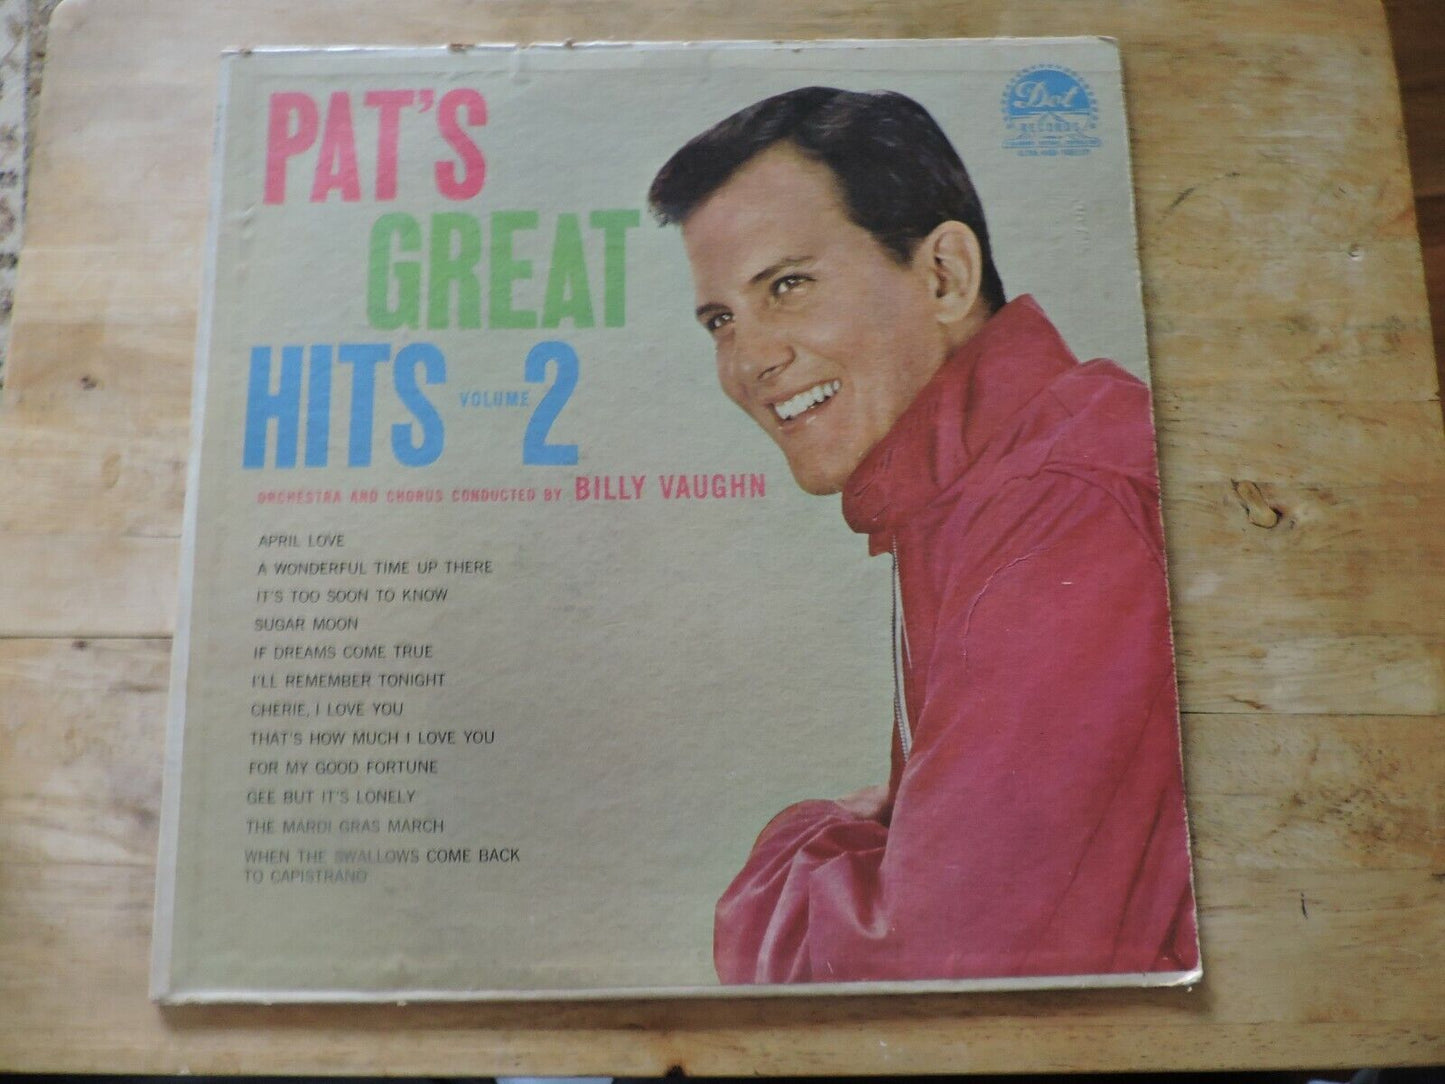 PAT'S
GREAT
HITS VOLUME 2
ORCHESTRA AND CHORUS CONDUCTED BY BILLY VAUGHN
APRIL LOVE
A WONDERFUL TIME UP THERE
IT'S TOO SOON TO KNOW
SUGAR MOON
IF DREAMS COME TRUE
I'LL REMEMBER TONIGHT
CHERIE, I LOVE YOU
THAT'S HOW MUCH I LOVE YOU
FOR MY GOOD FORTUNE
GEE BUT IT'S LONELY
THE MARDI GRAS MARCH
WHEN THE SWALLOWS COME BACK
TO CAPISTRANO
Dot
RECORDS